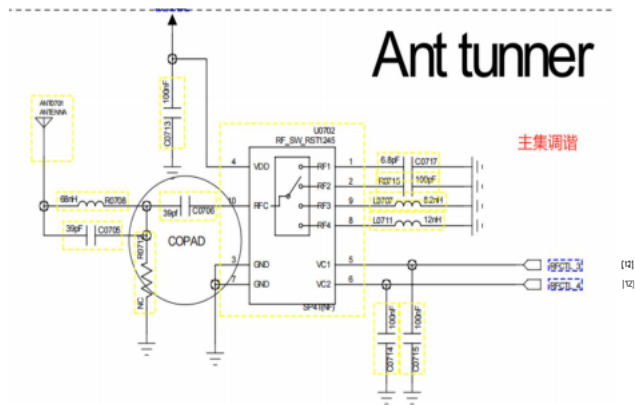 Ant tunner
主集调谐
ANT0701
ANTENNA
100nF
C0713
U0702
RF_SW_RST1245
4
VDD
RF1
1
6.8pF
C0717
RF2
2
R0715
100pF
68nH
R0708
39pf
C0706
10
RFC
RF3
9
L0707
8.2nH
RF4
8
L0711
12nH
39pF
C0705
COPAD
R0712
NC
3
GND
7
GND
VC1
5
VC2
6
SP4T(NF)
RFCTL_3
[12]
RFCTL_4
[12]
100nF
C0714
100nF
C0715